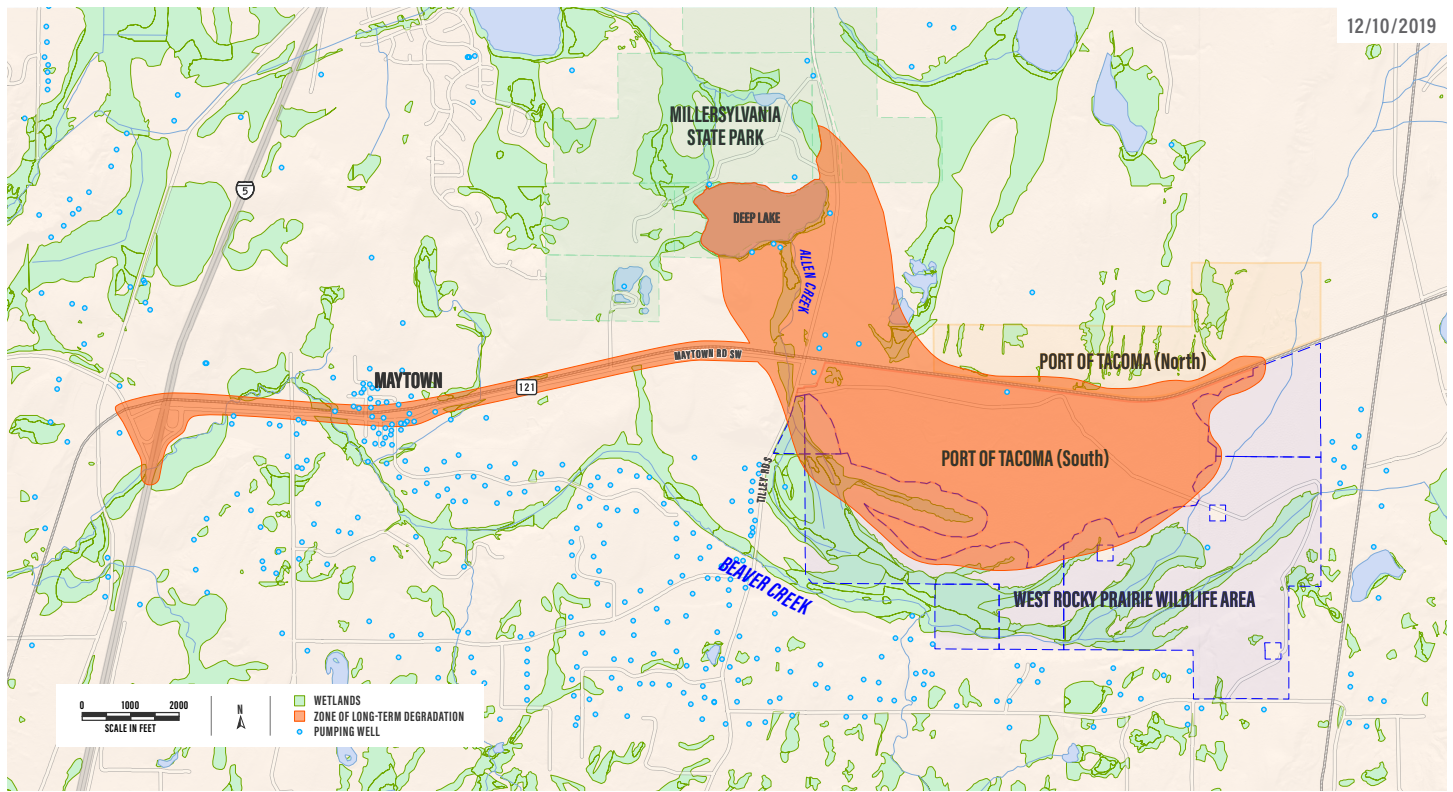 12/10/2019
MILLERSYLVANIA
STATE PARK
5
DEEP LAKE
ALLEN CREEK
MAYTOWN RD SW
PORT OF TACOMA (North)
MAYTOWN
121
PORT OF TACOMA (South)
TILLEY RD S
BEAVER CREEK
WEST ROCKY PRAIRIE WILDLIFE AREA
0 1000 2000
SCALE IN FEET
N
WETLANDS
ZONE OF LONG-TERM DEGRADATION
PUMPING WELL